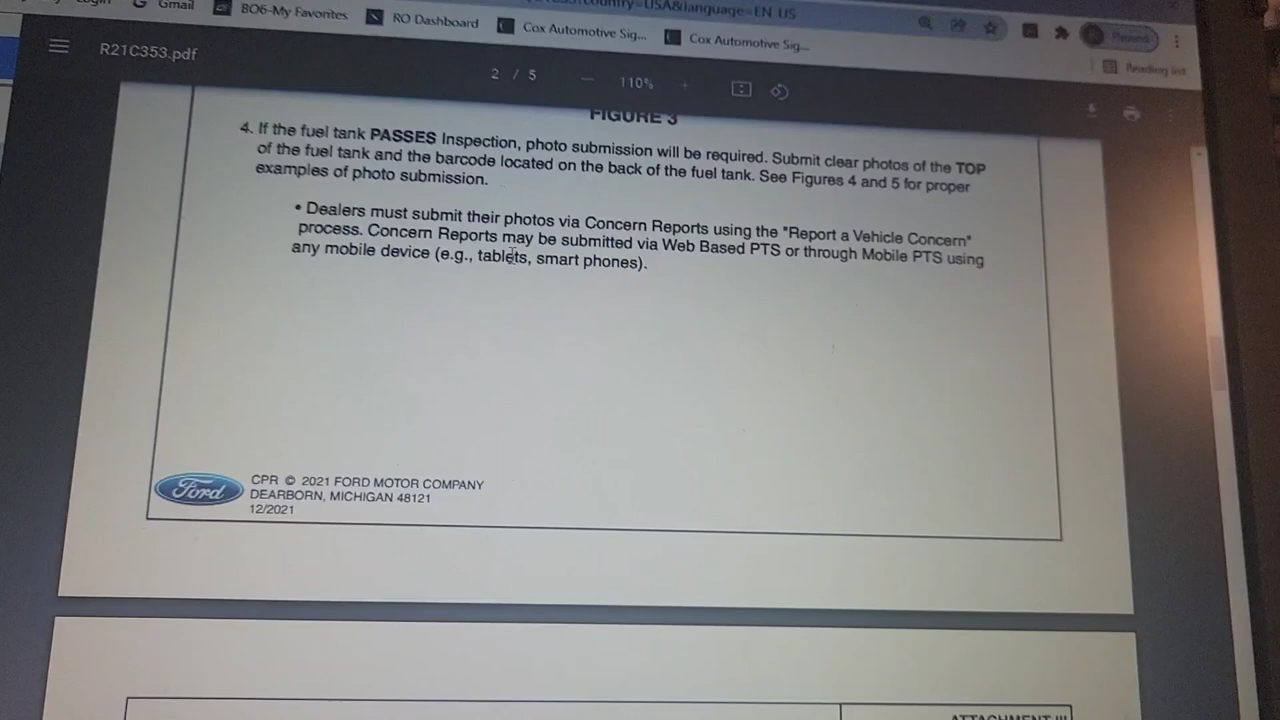 Gmail
BO6-My Favorites
RO Dashboard
Cox Automotive Sig...
Cox Automotive Sig...
Paused
Reading list
R21C353.pdf
2 / 5
110%
FIGURE 3
4. If the fuel tank PASSES Inspection, photo submission will be required. Submit clear photos of the TOP
of the fuel tank and the barcode located on the back of the fuel tank. See Figures 4 and 5 for proper
examples of photo submission.
• Dealers must submit their photos via Concern Reports using the "Report a Vehicle Concern"
process. Concern Reports may be submitted via Web Based PTS or through Mobile PTS using
any mobile device (e.g., tablets, smart phones).
Ford
CPR © 2021 FORD MOTOR COMPANY
DEARBORN, MICHIGAN 48121
12/2021
ATTACHMENT III